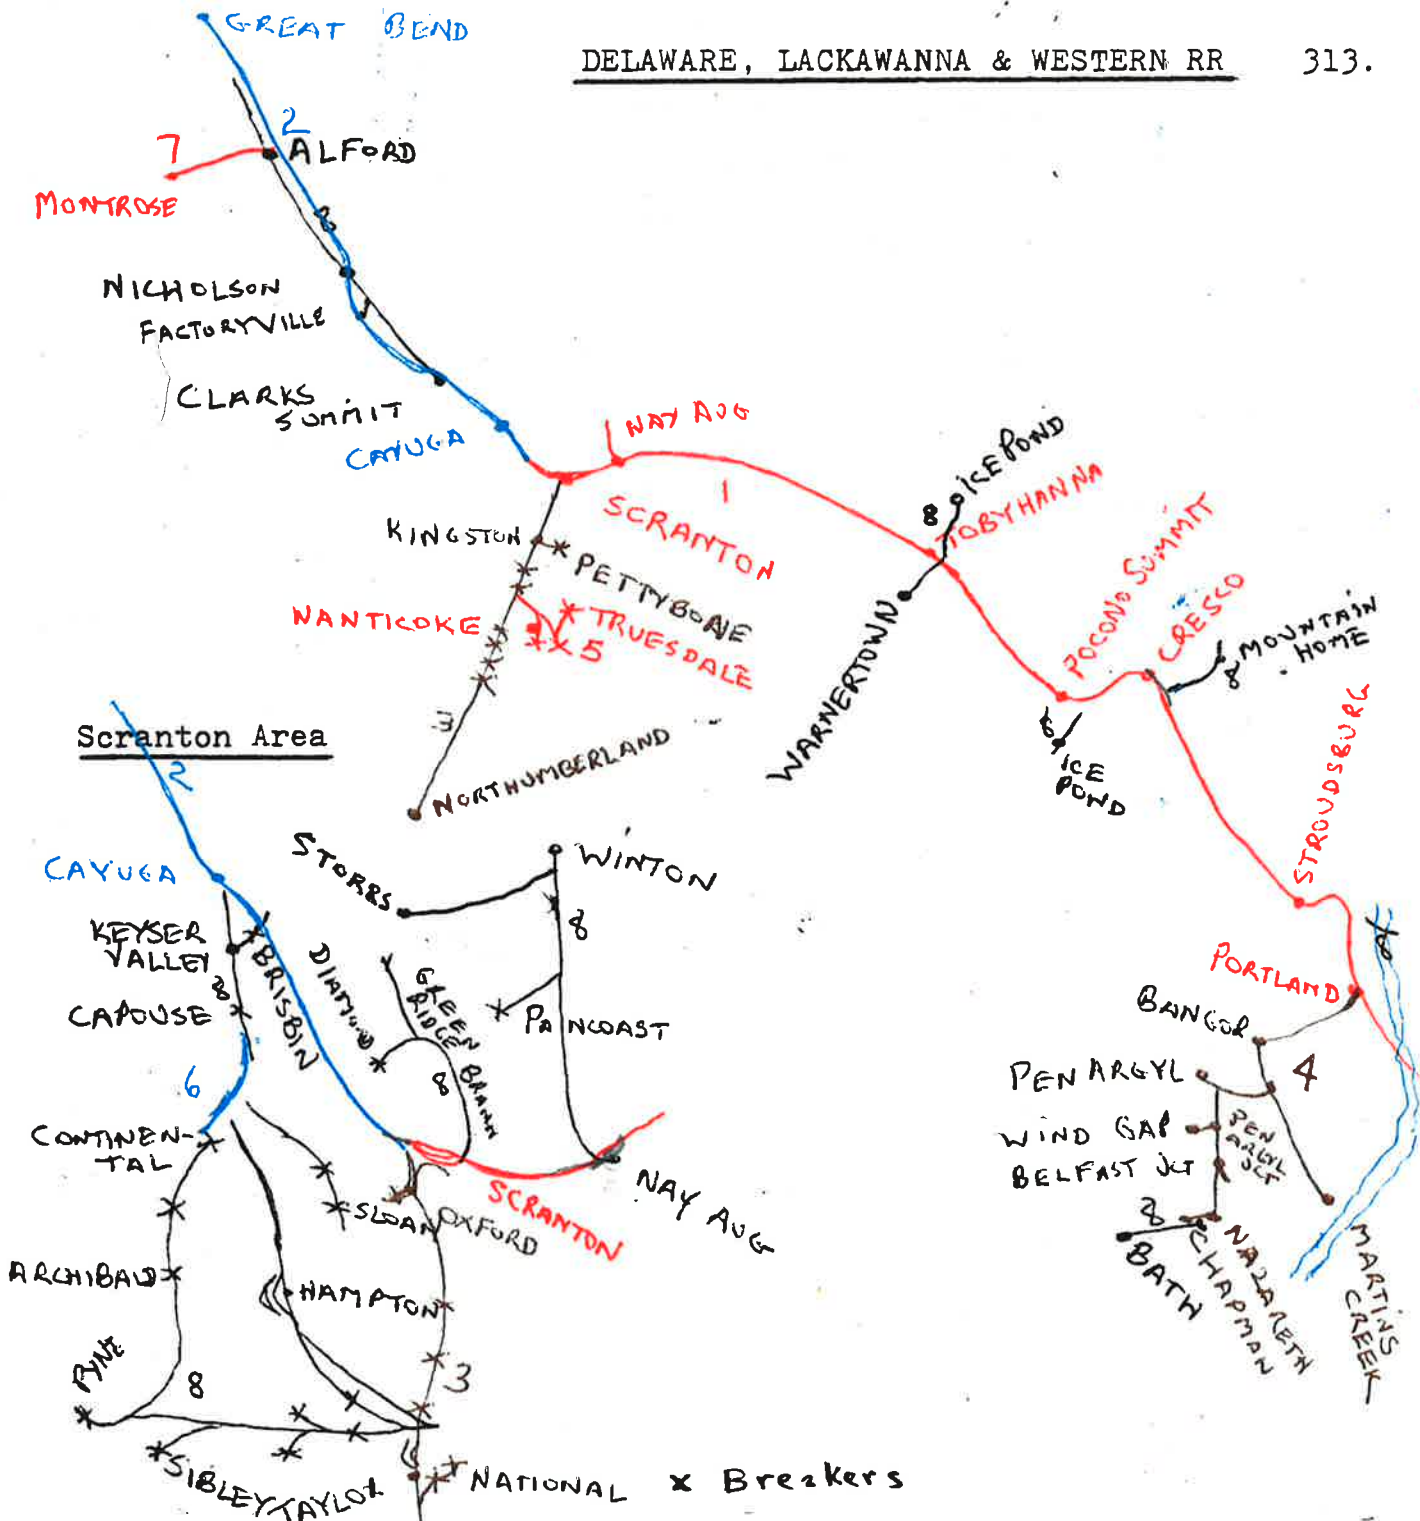 GREAT BEND
DELAWARE, LACKAWANNA & WESTERN RR 313.
2
7
ALFORD
MONTROSE
8
NICHOLSON
FACTORYVILLE
CLARKS
SUMMIT
CAYUGA
NAY AUG
1
SCRANTON
ICE POND
8
TOBYHANNA
WARNERTOWN
POCONO SUMMIT
CRESCO
8
MOUNTAIN
HOME
8
ICE
POND
STROUDSBURG
KINGSTON
PETTYBONE
NANTICOKE
TRUESDALE
5
3
NORTHUMBERLAND
PORTLAND
BANGOR
4
PEN ARGYL
WIND GAP
PEN
ARGYL
JCT
BELFAST JCT
8
BATH
CHAPMAN
NAZARETH
MARTINS
CREEK
Scranton Area
2
CAYUGA
KEYSER
VALLEY
8
BRISBIN
CAPOUSE
6
CONTINEN-
TAL
STORRS
WINTON
8
DIAMOND
GREEN
RIDGE
BRANH
8
PANCOAST
SCRANTON
NAY AUG
SLOAN
OXFORD
ARCHIBALD
HAMPTON
PYNE
8
3
SIBLEY
TAYLOR
NATIONAL
x Breakers